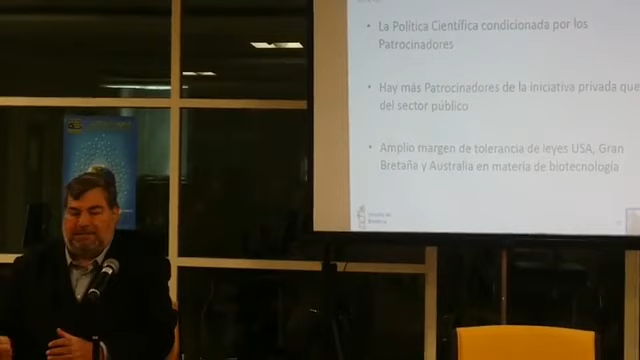 • La Política Científica condicionada por los
Patrocinadores
• Hay más Patrocinadores de la iniciativa privada que
del sector público
• Amplio margen de tolerancia de leyes USA, Gran
Bretaña y Australia en materia de biotecnología